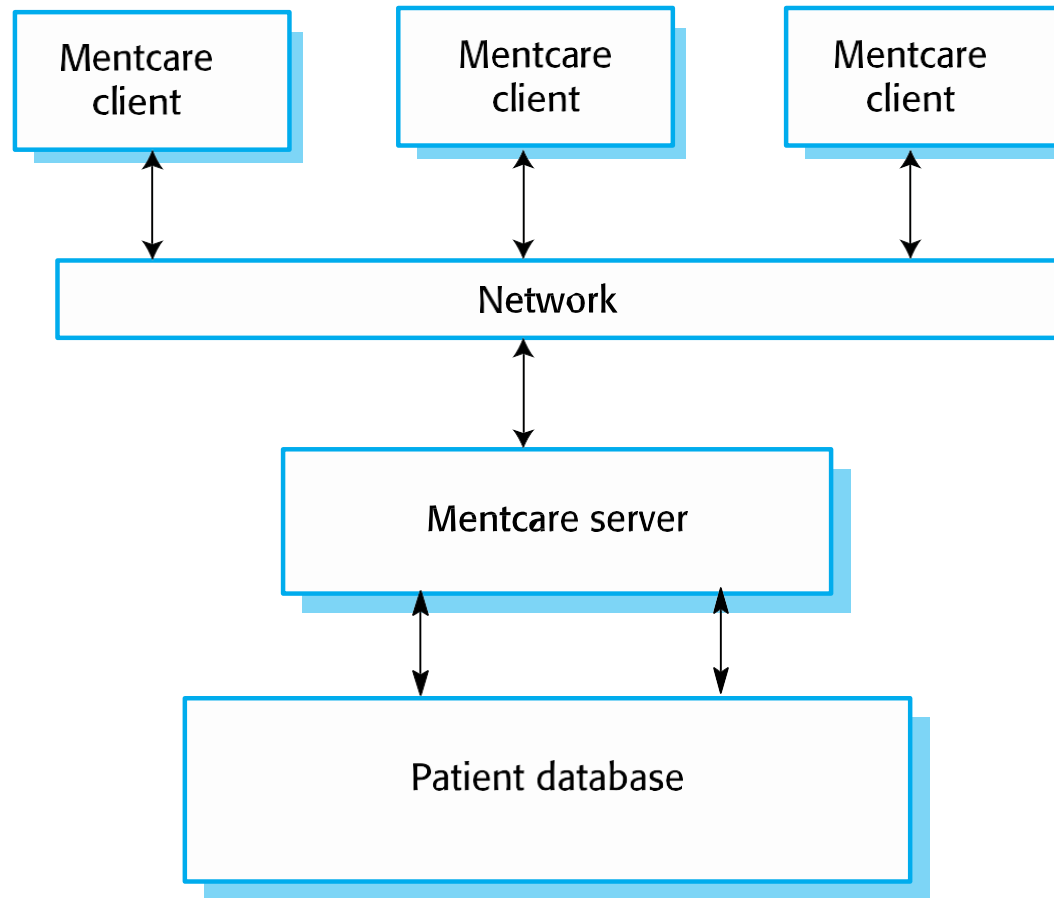 Mentcare
client
Mentcare
client
Mentcare
client
Network
Mentcare server
Patient database